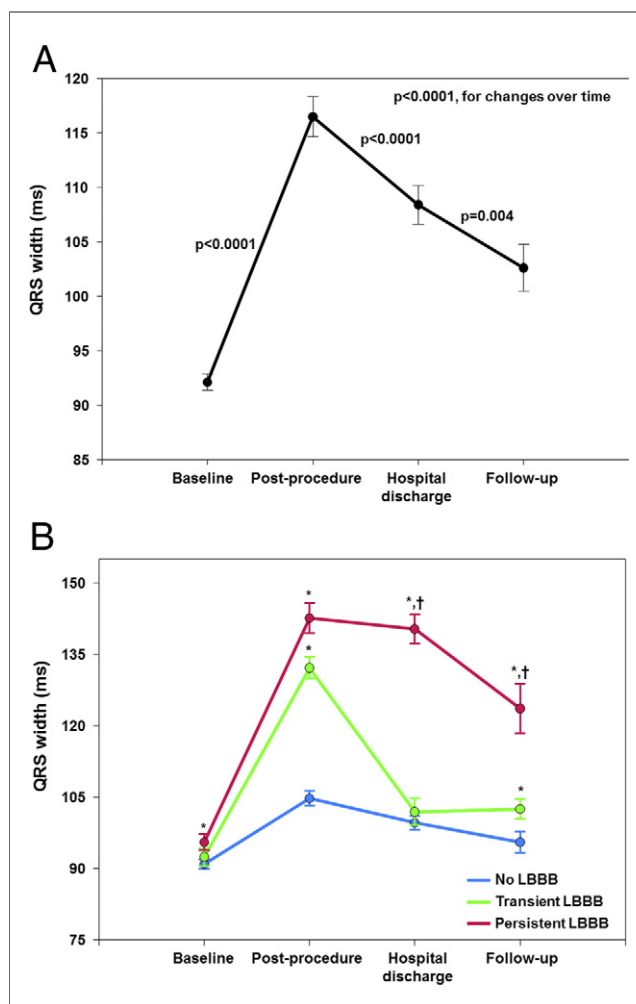 A
p<0.0001, for changes over time
120
115
110
105
100
95
90
85
QRS width (ms)
p<0.0001
p<0.0001
p=0.004
Baseline Post-procedure Hospital discharge Follow-up
B
150
135
120
105
90
75
QRS width (ms)
*
*
*
*,†
*,†
*
No LBBB
Transient LBBB
Persistent LBBB
Baseline Post-procedure Hospital discharge Follow-up